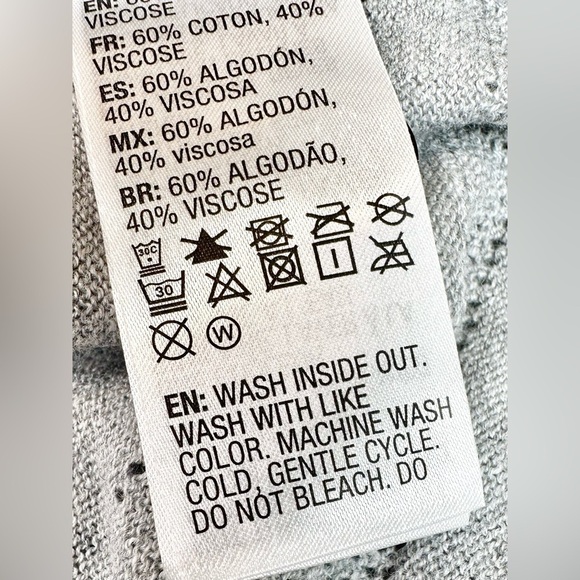 EN:
VISCOSE
FR: 60% COTON, 40%
VISCOSE
ES: 60% ALGODÓN,
40% VISCOSA
MX: 60% ALGODÓN,
40% viscosa
BR: 60% ALGODÃO,
40% VISCOSE
30C
30
W
EN: WASH INSIDE OUT.
WASH WITH LIKE
COLOR. MACHINE WASH
COLD, GENTLE CYCLE.
DO NOT BLEACH. DO